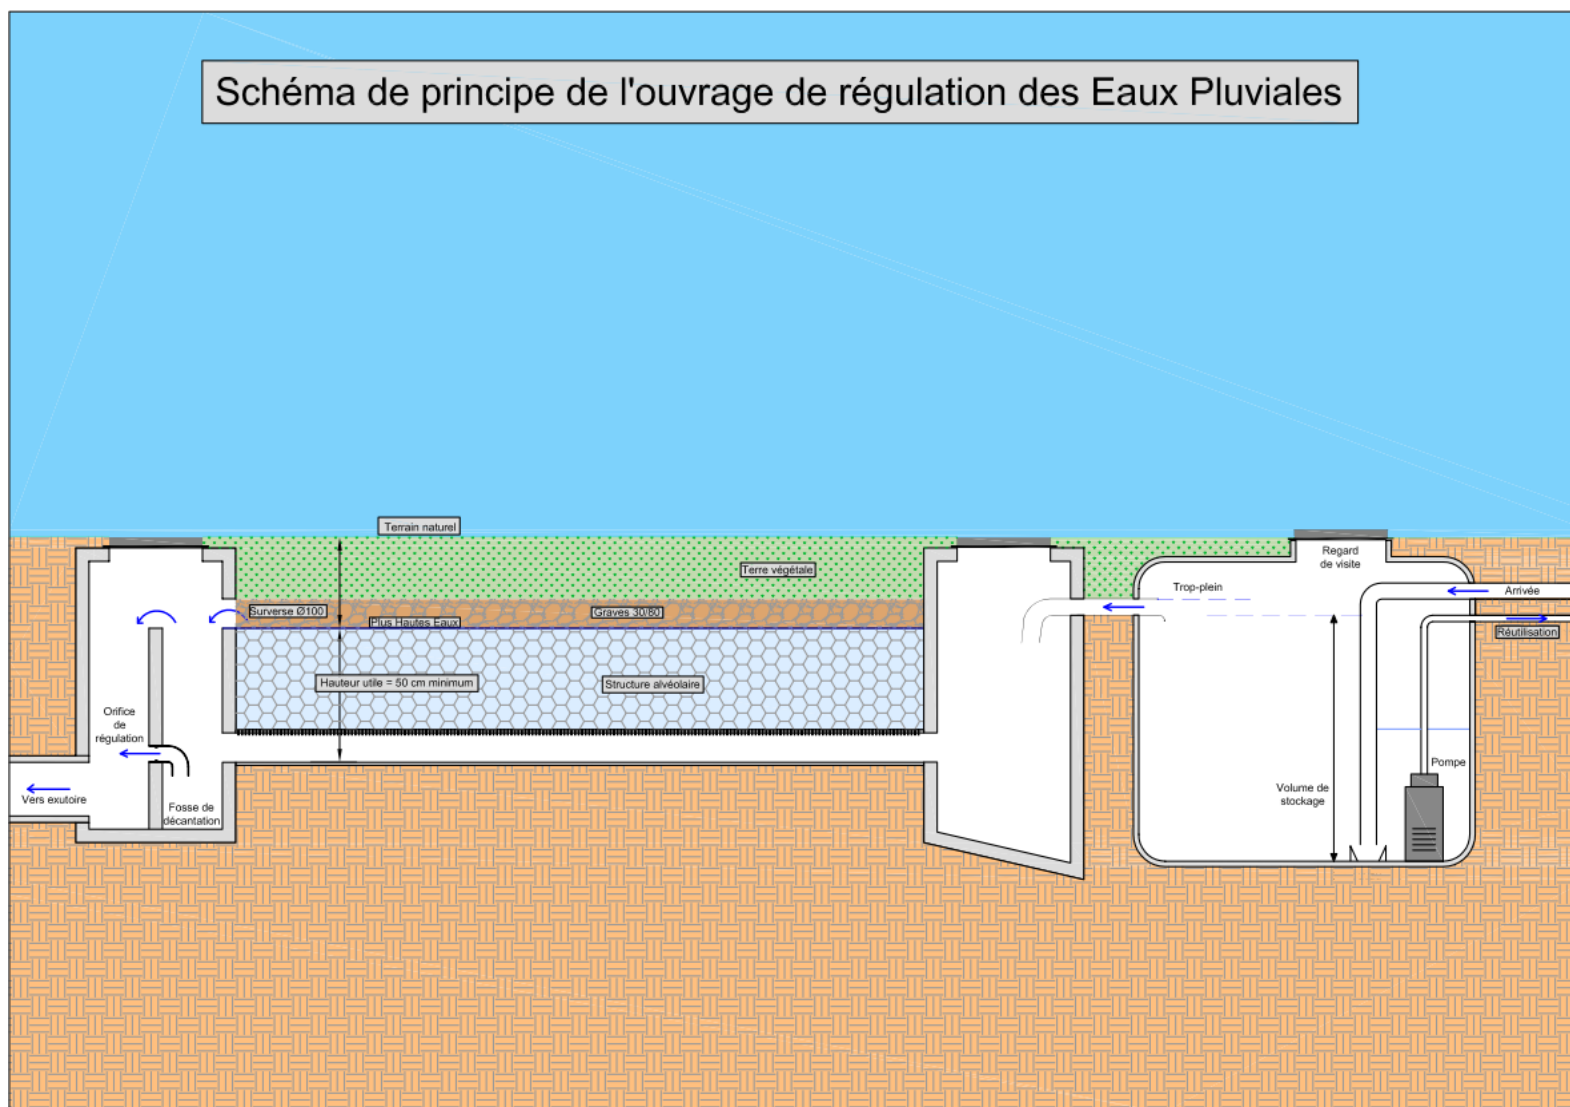 Schéma de principe de l'ouvrage de régulation des Eaux Pluviales
Terrain naturel
Regard
de visite
Terre végétale
Trop-plein
Arrivée
Surverse Ø100
Graves 30/80
Plus Hautes Eaux
Réutilisation
Hauteur utile = 50 cm minimum
Structure alvéolaire
Orifice
de
régulation
Pompe
Vers exutoire
Fosse de
décantation
Volume de
stockage